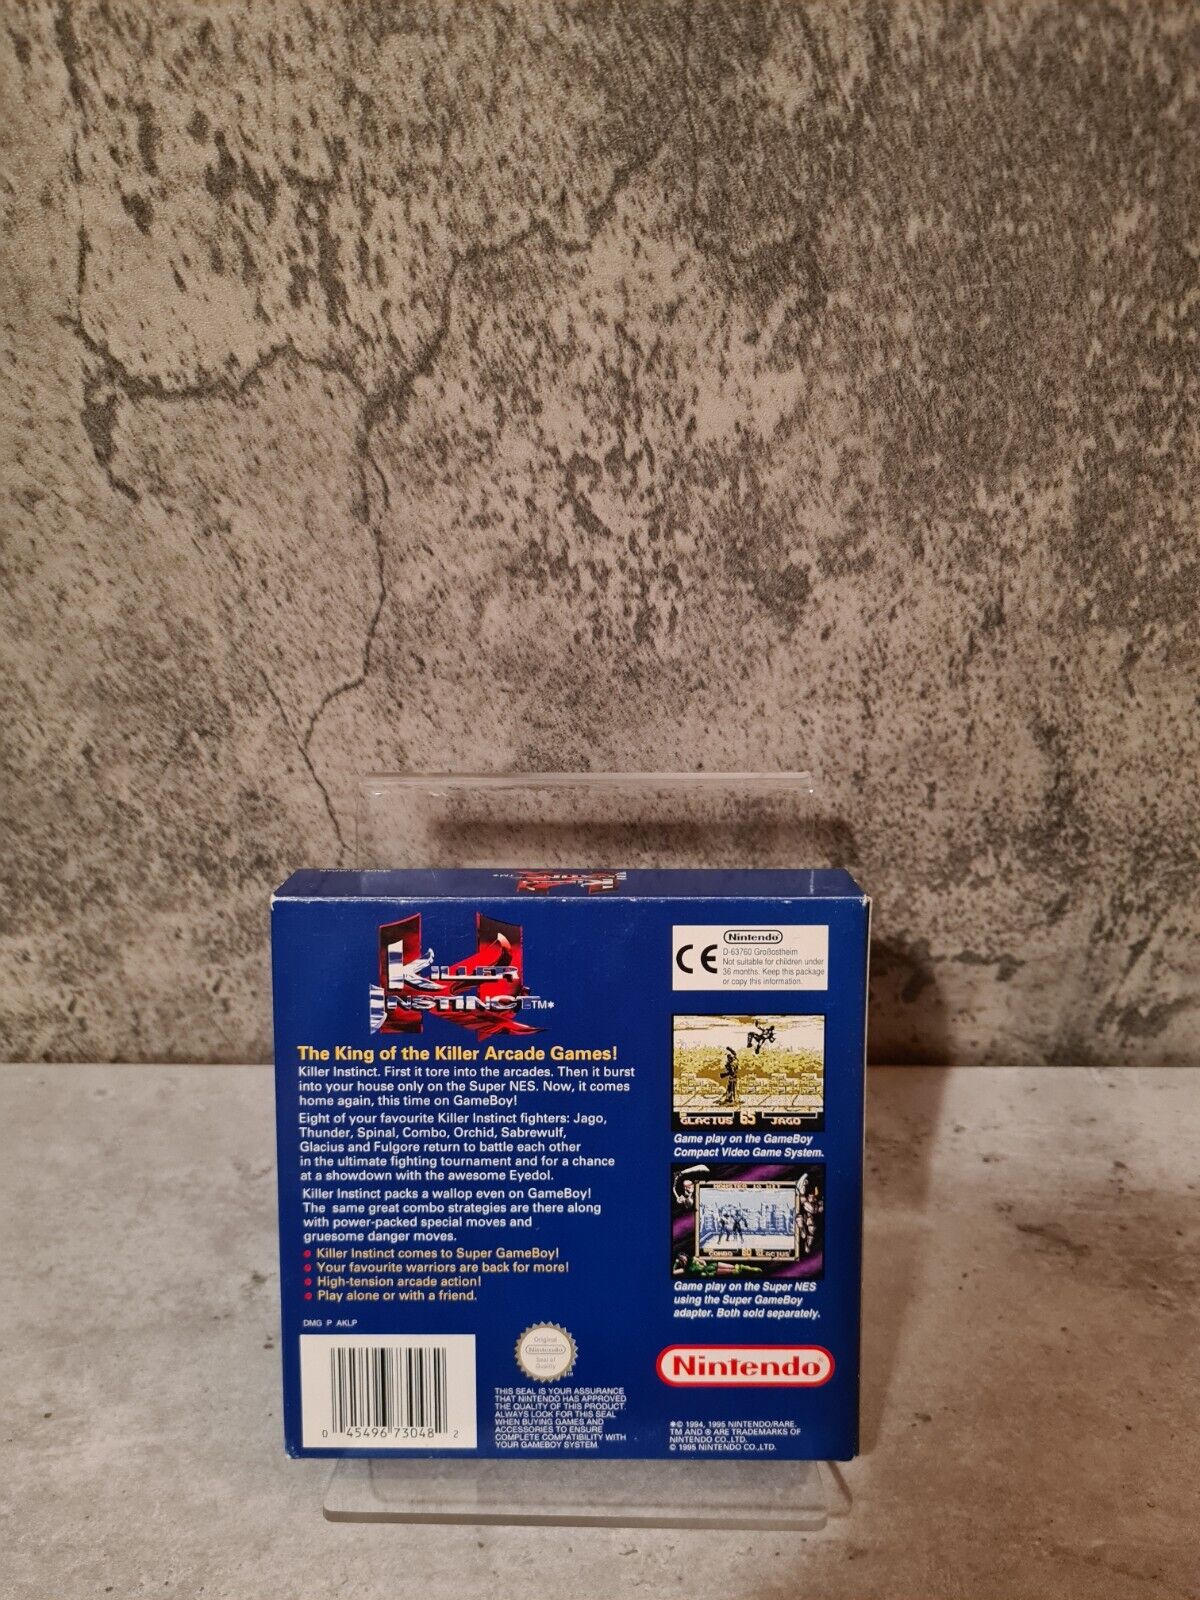 MADE IN JAPAN
KILLER
INSTINCT™*
The King of the Killer Arcade Games!
Killer Instinct. First it tore into the arcades. Then it burst
into your house only on the Super NES. Now, it comes
home again, this time on GameBoy!
Eight of your favourite Killer Instinct fighters: Jago,
Thunder, Spinal, Combo, Orchid, Sabrewulf,
Glacius and Fulgore return to battle each other
in the ultimate fighting tournament and for a chance
at a showdown with the awesome Eyedol.
Killer Instinct packs a wallop even on GameBoy!
The same great combo strategies are there along
with power-packed special moves and
gruesome danger moves.
Killer Instinct comes to Super GameBoy!
Your favourite warriors are back for more!
High-tension arcade action!
Play alone or with a friend.
DMG P AKLP
0 45496 73048 2
Original
Nintendo
Seal of
Quality
THIS SEAL IS YOUR ASSURANCE
THAT NINTENDO HAS APPROVED
THE QUALITY OF THIS PRODUCT.
ALWAYS LOOK FOR THIS SEAL
WHEN BUYING GAMES AND
ACCESSORIES TO ENSURE
COMPLETE COMPATIBILITY WITH
YOUR GAMEBOY SYSTEM.
CE
Nintendo
D-63760 Großostheim
Not suitable for children under
36 months. Keep this package
or copy this information.
GLACIUS 65 JAGO
Game play on the GameBoy
Compact Video Game System.
COMBO 80 GLACIUS
Game play on the Super NES
using the Super GameBoy
adapter. Both sold separately.
Nintendo®
*© 1994, 1995 NINTENDO/RARE.
TM AND ® ARE TRADEMARKS OF
NINTENDO CO.,LTD.
© 1995 NINTENDO CO.,LTD.